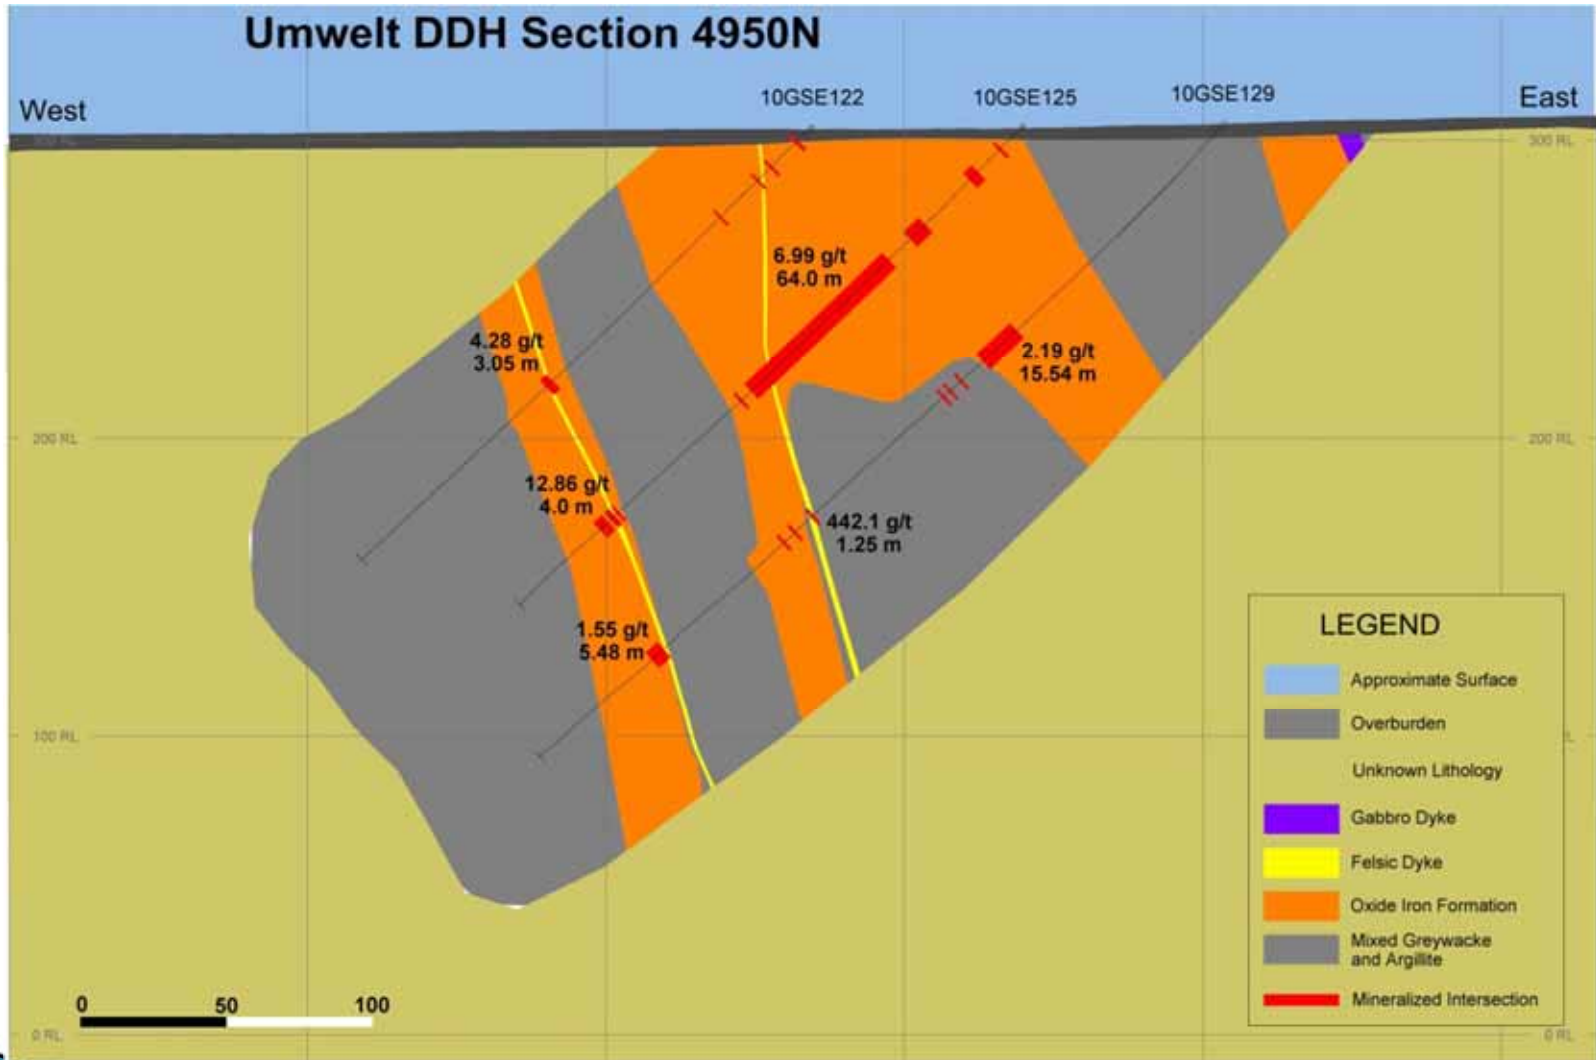 Umwelt DDH Section 4950N
West
10GSE122
10GSE125
10GSE129
East
300 RL
300 RL
6.99 g/t
64.0 m
4.28 g/t
3.05 m
2.19 g/t
15.54 m
200 RL
200 RL
12.86 g/t
4.0 m
442.1 g/t
1.25 m
1.55 g/t
5.48 m
100 RL
LEGEND
Approximate Surface
Overburden
Unknown Lithology
Gabbro Dyke
Felsic Dyke
Oxide Iron Formation
Mixed Greywacke
and Argillite
Mineralized Intersection
0 50 100
0 RL
0 RL